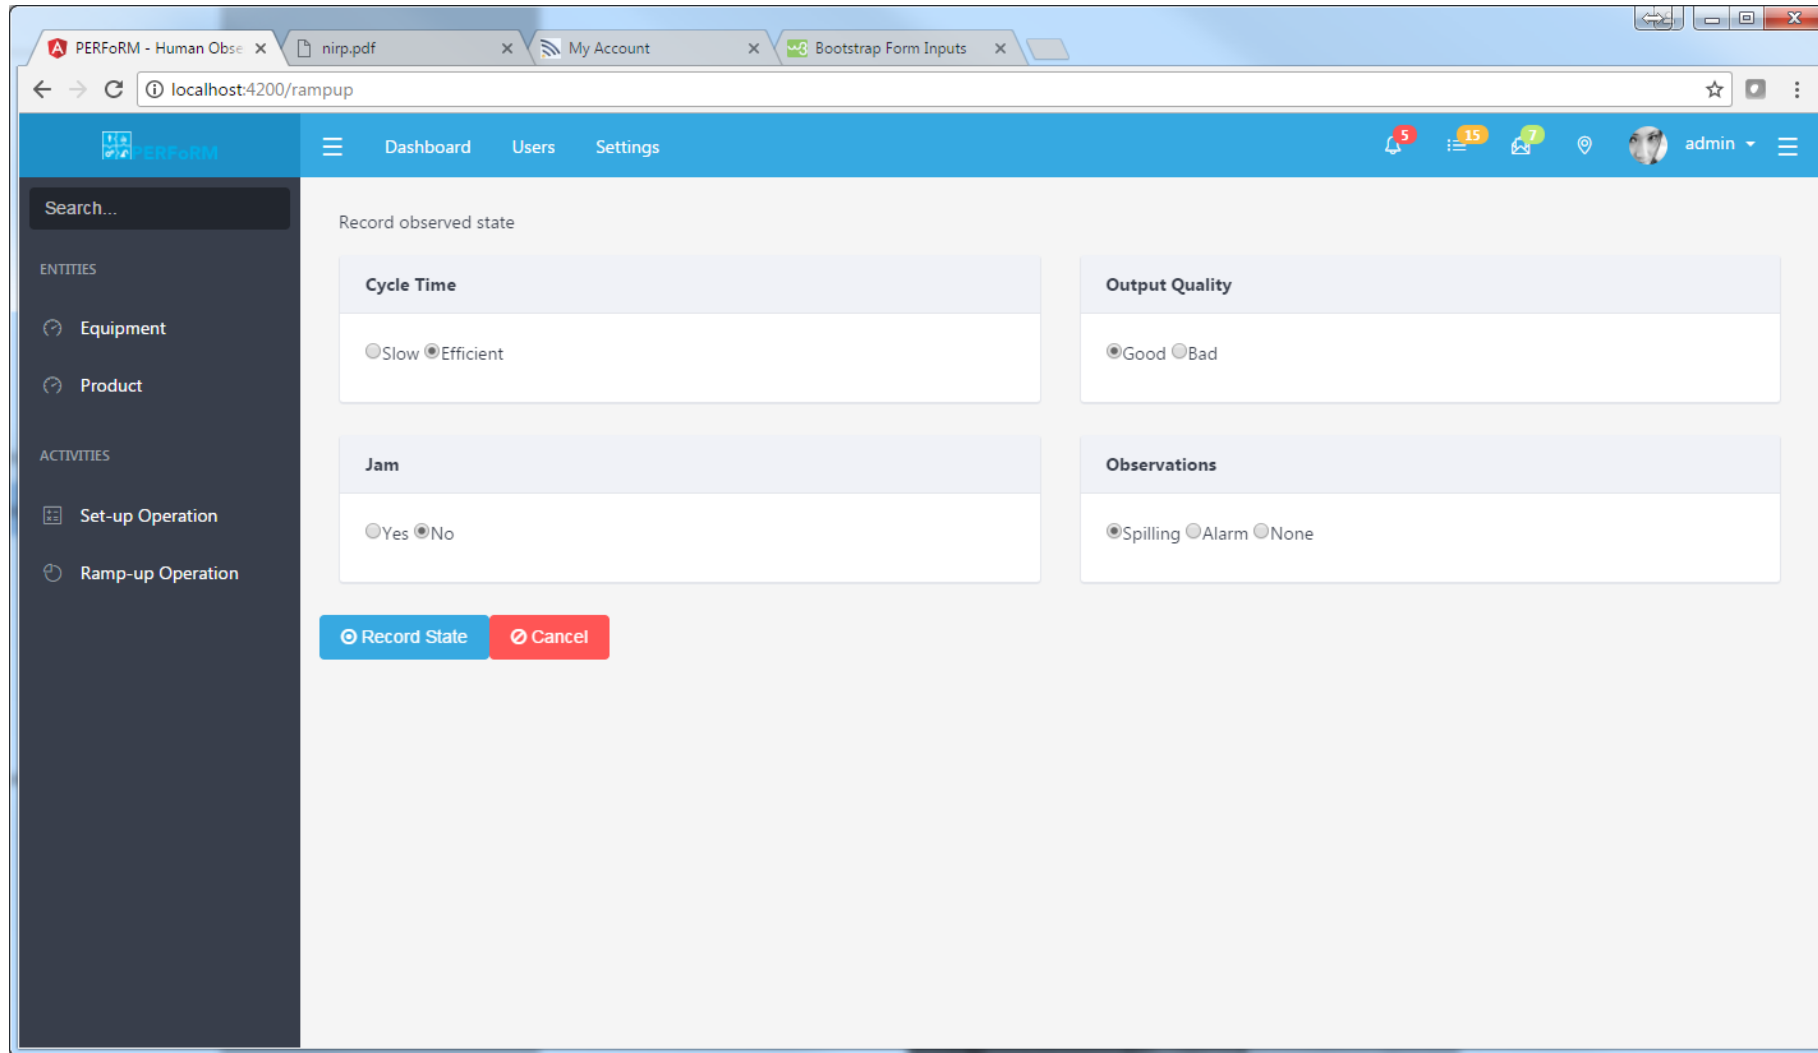 PERFoRM - Human Obse
nirp.pdf
My Account
Bootstrap Form Inputs
localhost:4200/rampup
PERFoRM
Dashboard Users Settings
5 15 7 admin
Search...
ENTITIES
Equipment
Product
ACTIVITIES
Set-up Operation
Ramp-up Operation
Record observed state
Cycle Time
Slow Efficient
Output Quality
Good Bad
Jam
Yes No
Observations
Spilling Alarm None
Record State Cancel